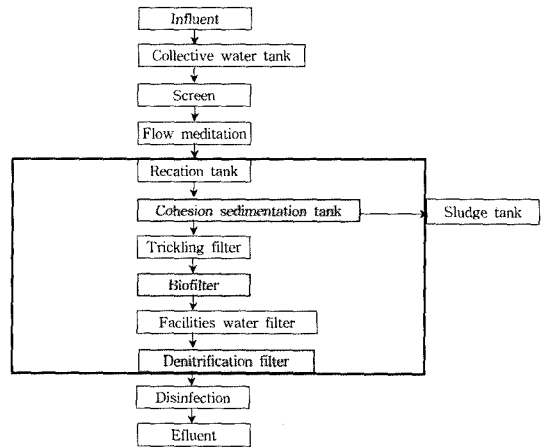 Influent
Collective water tank
Screen
Flow meditation
Recation tank
Cohesion sedimentation tank
Sludge tank
Trickling filter
Biofilter
Facilities water filter
Denitrification filter
Disinfection
Efluent